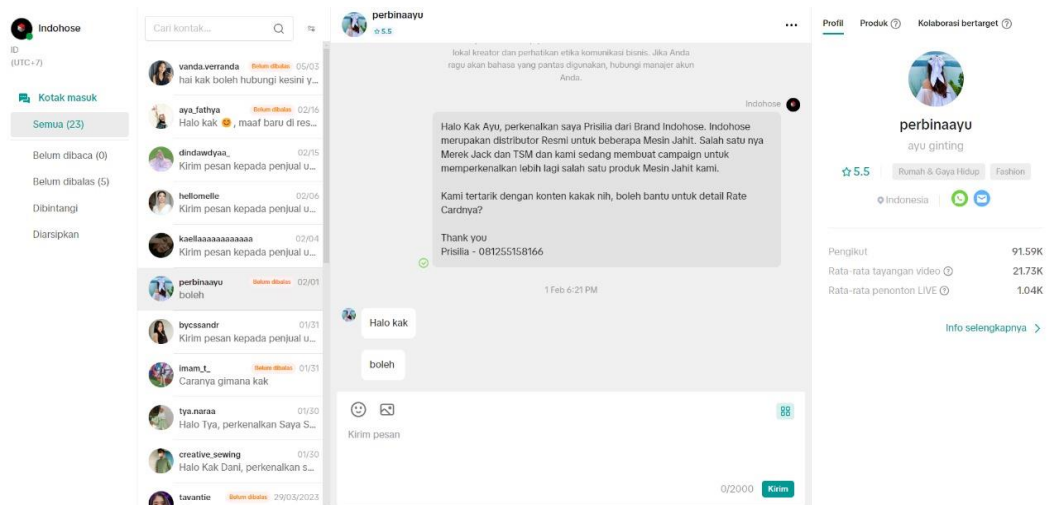 Indohose
ID
(UTC+7)
Kotak masuk
Semua (23)
Belum dibaca (0)
Belum dibalas (5)
Dibintangi
Diarsipkan
Cari kontak...
vanda.verranda Belum dibalas 05/03
hai kak boleh hubungi kesini y...
aya_fathya Belum dibalas 02/16
Halo kak 😊, maaf baru di res...
dindawdyaa_ 02/15
Kirim pesan kepada penjual u...
hellomelle 02/06
Kirim pesan kepada penjual u...
kaellaaaaaaaaaaa 02/04
Kirim pesan kepada penjual u...
perbinaayu Belum dibalas 02/01
boleh
bycssandr 01/31
Kirim pesan kepada penjual u...
imam_t_ Belum dibalas 01/31
Caranya gimana kak
tya.naraa 01/30
Halo Tya, perkenalkan Saya S...
creative_sewing 01/30
Halo Kak Dani, perkenalkan s...
tavantie Belum dibalas 29/03/2023
perbinaayu
5.5
lokal kreator dan perhatikan etika komunikasi bisnis. Jika Anda
ragu akan bahasa yang pantas digunakan, hubungi manajer akun
Anda.
Indohose
Halo Kak Ayu, perkenalkan saya Prisilia dari Brand Indohose. Indohose
merupakan distributor Resmi untuk beberapa Mesin Jahit. Salah satu nya
Merek Jack dan TSM dan kami sedang membuat campaign untuk
memperkenalkan lebih lagi salah satu produk Mesin Jahit kami.
Kami tertarik dengan konten kakak nih, boleh bantu untuk detail Rate
Cardnya?
Thank you
Prisilia - 081255158166
1 Feb 6:21 PM
Halo kak
boleh
Kirim pesan
0/2000 Kirim
Profil Produk Kolaborasi bertarget
perbinaayu
ayu ginting
5.5 Rumah & Gaya Hidup Fashion
Indonesia
Pengikut 91.59K
Rata-rata tayangan video 21.73K
Rata-rata penonton LIVE 1.04K
Info selengkapnya